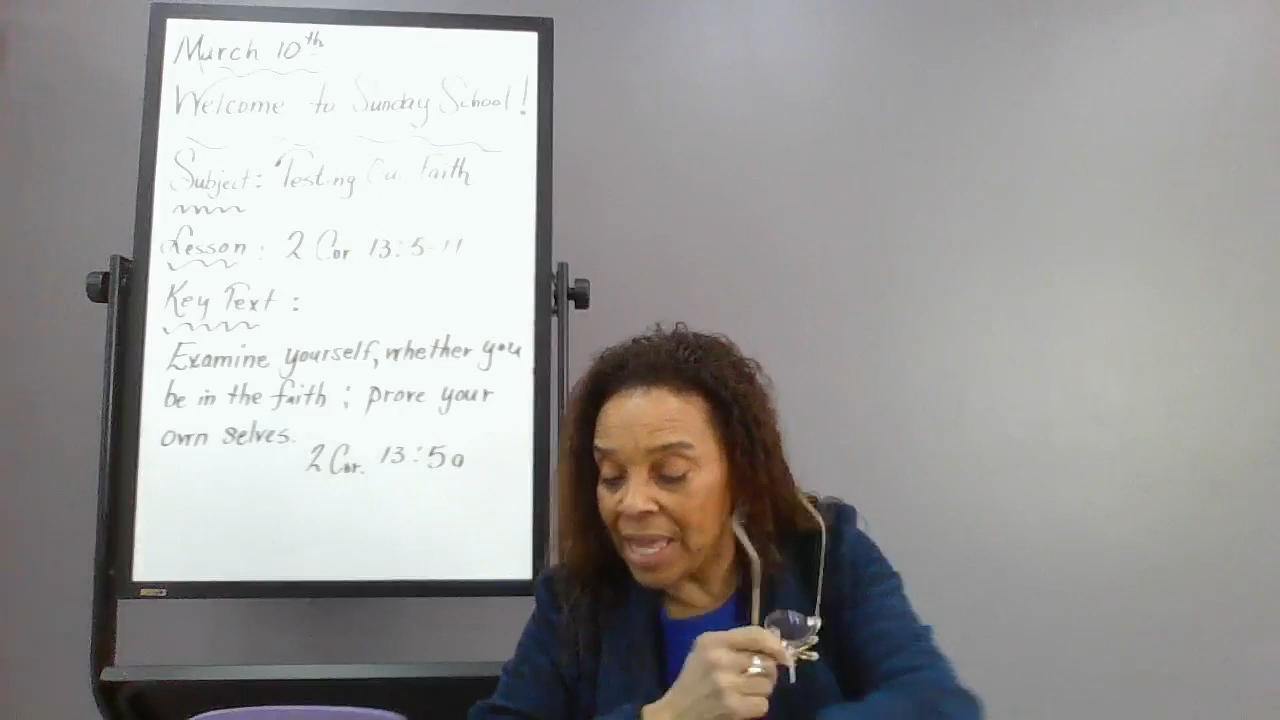 March 10th
Welcome to Sunday School!
Subject: Testing Our Faith
Lesson: 2 Cor 13:5-11
Key Text:
Examine yourself, whether you
be in the faith; prove your
own selves.
2 Cor. 13:5a